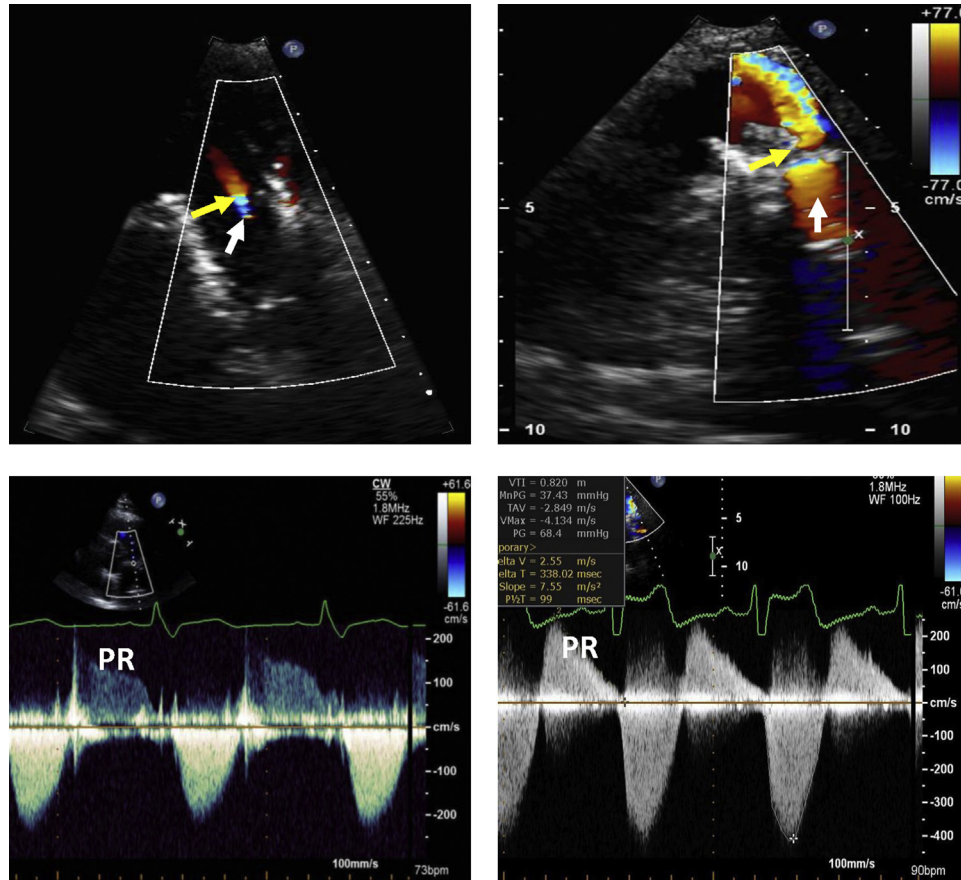 P
P
+77.0
-77.0
cm/s
5
5
10
10
CW
55%
1.8MHz
WF 225Hz
P
+61.6
-61.6
cm/s
x
PR
200
100
cm/s
-100
-200
100mm/s
73bpm
VTI = 0.820 m
MnPG = 37.43 mmHg
TAV = -2.849 m/s
VMax = -4.134 m/s
PG = 68.4 mmHg
porary>
elta V = 2.55 m/s
elta T = 338.02 msec
Slope = 7.55 m/s²
P½T = 99 msec
P
5
x
10
1.8MHz
WF 100Hz
-61.6
cm/s
PR
200
100
cm/s
-100
-200
-300
-400
100mm/s
90bpm